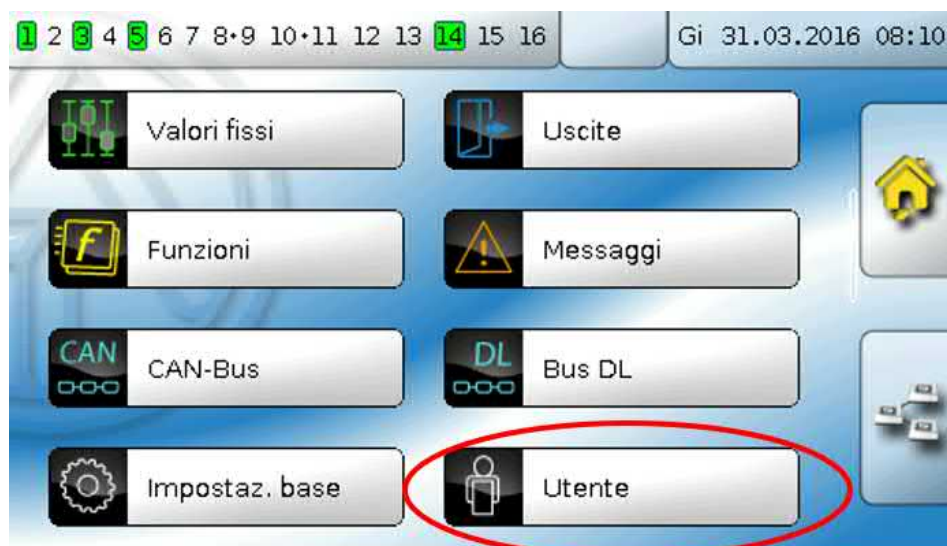 1 2 3 4 5 6 7 8•9 10•11 12 13 14 15 16 Gi 31.03.2016 08:10
Valori fissi Uscite
f Funzioni Messaggi
CAN CAN-Bus DL Bus DL
Impostaz. base Utente